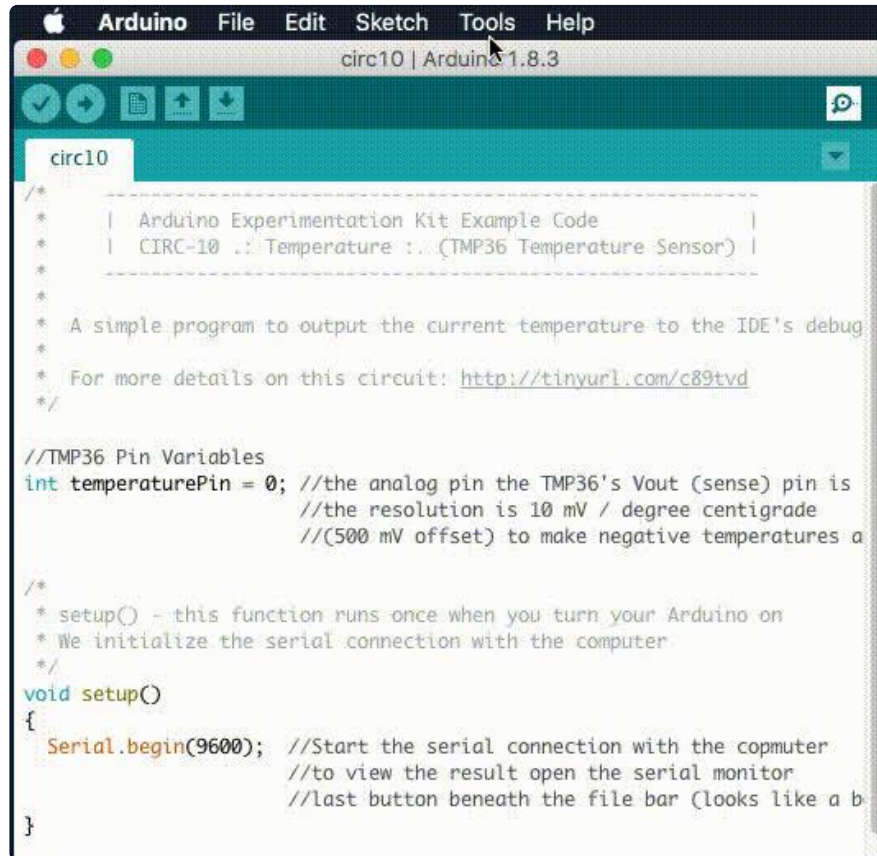 Arduino File Edit Sketch Tools Help
circ10 | Arduino 1.8.3
circ10
/* ---------------------------------------------------------
 *     |  Arduino Experimentation Kit Example Code             |
 *     |  CIRC-10 .: Temperature :. (TMP36 Temperature Sensor) |
 *     ---------------------------------------------------------
 *
 *  A simple program to output the current temperature to the IDE's debug
 *
 *  For more details on this circuit: http://tinyurl.com/c89tvd
 */
//TMP36 Pin Variables
int temperaturePin = 0; //the analog pin the TMP36's Vout (sense) pin is
//the resolution is 10 mV / degree centigrade
//(500 mV offset) to make negative temperatures a
/*
 * setup() - this function runs once when you turn your Arduino on
 * We initialize the serial connection with the computer
 */
void setup()
{
  Serial.begin(9600);  //Start the serial connection with the copmuter
//to view the result open the serial monitor
//last button beneath the file bar (looks like a b
}